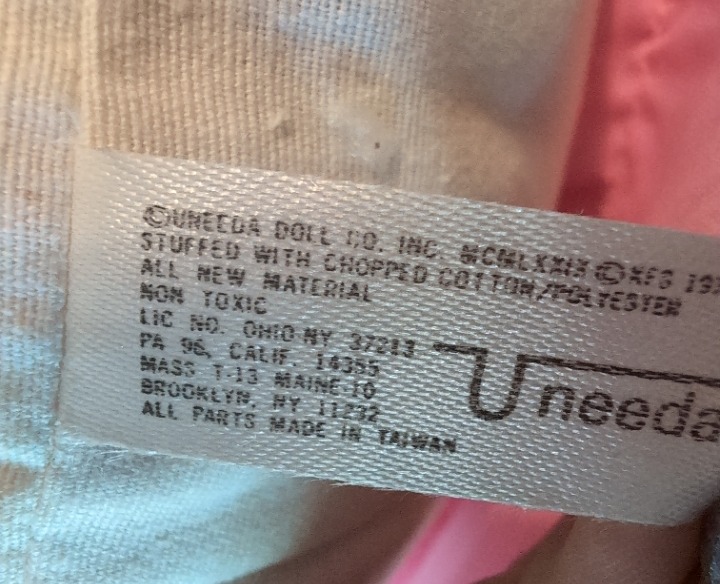 ©UNEEDA DOLL CO. INC. MCMLXXIX © KFS
STUFFED WITH CHOPPED COTTON/POLYESTER
ALL NEW MATERIAL
NON TOXIC
LIC NO. OHIO-NY 37213
PA 96, CALIF. 14355
MASS T-13 MAINE-10
BROOKLYN, NY 11232
ALL PARTS MADE IN TAIWAN
Uneeda